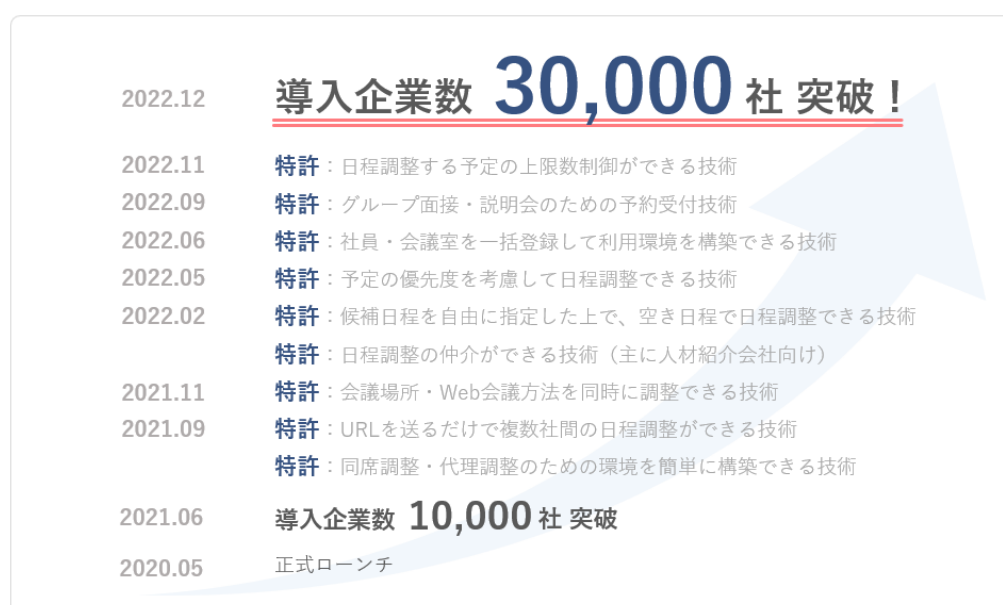 2022.12 導入企業数 30,000 社 突破！
2022.11 特許：日程調整する予定の上限数制御ができる技術
2022.09 特許：グループ面接・説明会のための予約受付技術
2022.06 特許：社員・会議室を一括登録して利用環境を構築できる技術
2022.05 特許：予定の優先度を考慮して日程調整できる技術
2022.02 特許：候補日程を自由に指定した上で、空き日程で日程調整できる技術
特許：日程調整の仲介ができる技術（主に人材紹介会社向け）
2021.11 特許：会議場所・Web会議方法を同時に調整できる技術
2021.09 特許：URLを送るだけで複数社間の日程調整ができる技術
特許：同席調整・代理調整のための環境を簡単に構築できる技術
2021.06 導入企業数 10,000 社 突破
2020.05 正式ローンチ